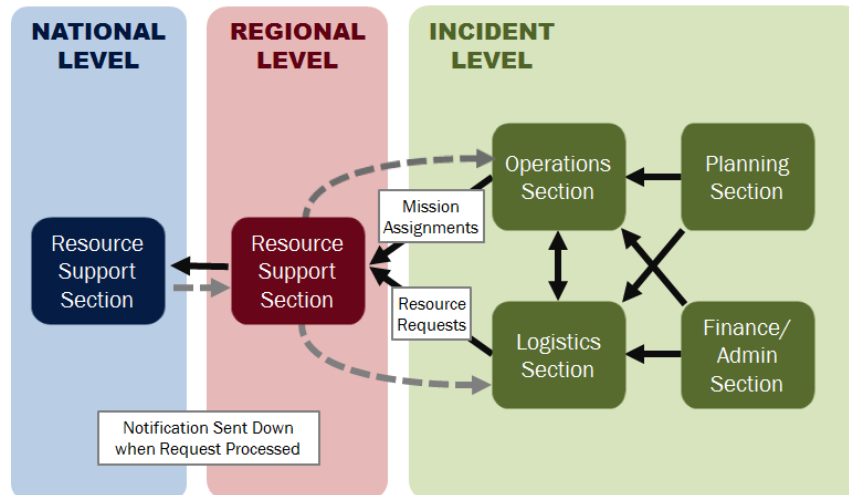 NATIONAL
LEVEL
REGIONAL
LEVEL
INCIDENT
LEVEL
Operations
Section
Planning
Section
Mission
Assignments
Resource
Support
Section
Resource
Support
Section
Resource
Requests
Logistics
Section
Finance/
Admin
Section
Notification Sent Down
when Request Processed